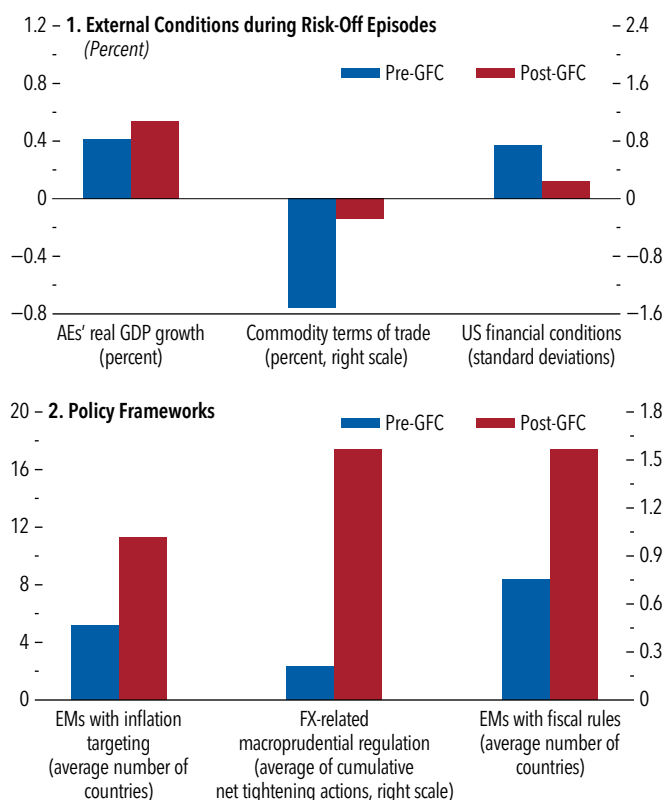 1. External Conditions during Risk-Off Episodes
(Percent)
Pre-GFC
Post-GFC
1.2
0.8
0.4
0
–0.4
–0.8
2.4
1.6
0.8
0
–0.8
–1.6
AEs' real GDP growth
(percent)
Commodity terms of trade
(percent, right scale)
US financial conditions
(standard deviations)
2. Policy Frameworks
Pre-GFC
Post-GFC
20
16
12
8
4
0
1.8
1.5
1.2
0.9
0.6
0.3
0.0
EMs with inflation
targeting
(average number of
countries)
FX-related
macroprudential regulation
(average of cumulative
net tightening actions, right scale)
EMs with fiscal rules
(average number of
countries)